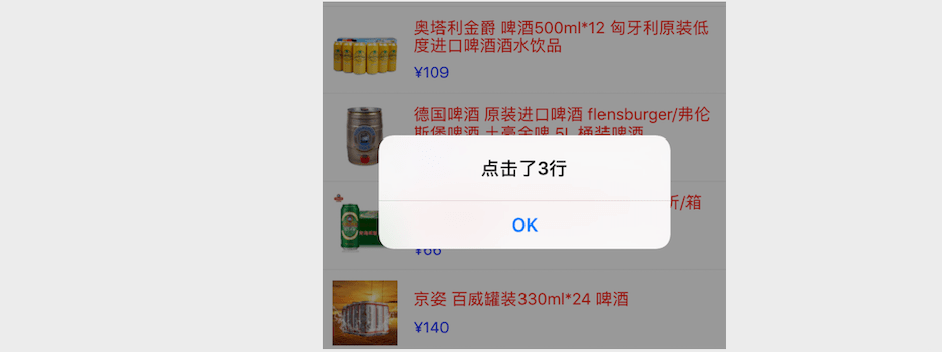 奥塔利金爵 啤酒500ml*12 匈牙利原装低
度进口啤酒酒水饮品
¥109
德国啤酒 原装进口啤酒 flensburger/弗伦
斯堡啤酒 土豪金啤 5L 桶装啤酒
点击了3行
/箱
OK
¥66
京姿 百威罐装330ml*24 啤酒
¥140